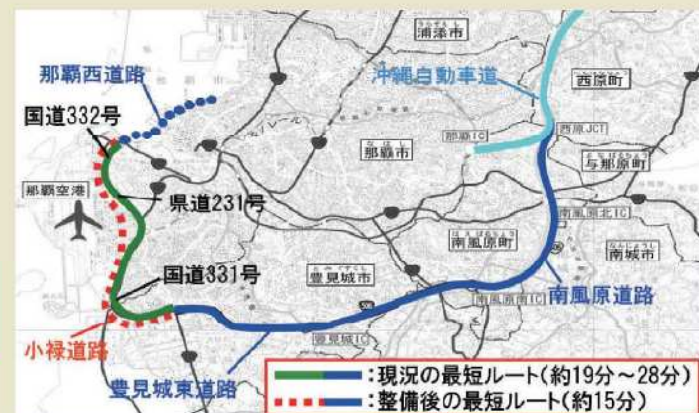 浦添市
那覇西道路
沖縄自動車道
西原町
国道332号
那覇IC
西原JCT
なはし
那覇市
与那原町
那覇空港
県道231号
南風原北IC
南風原町
南城市
国道331号
豊見城市
南風原南IC
南風原道路
小禄道路
豊見城IC
豊見城東道路
:現況の最短ルート(約19分～28分)
:整備後の最短ルート(約15分)